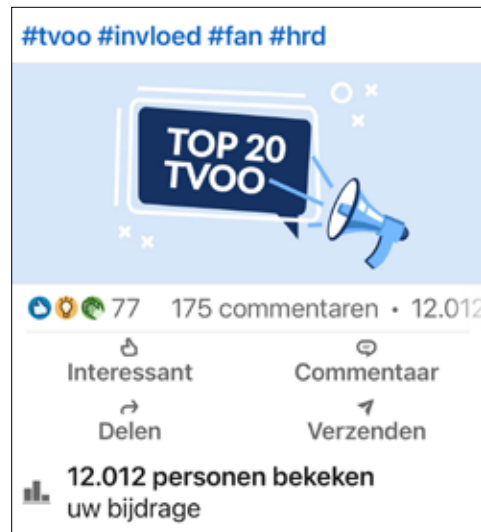 #tvoo #invloed #fan #hrd
TOP 20
TVOO
77 175 commentaren • 12.012
Interessant
Commentaar
Delen
Verzenden
12.012 personen bekeken
uw bijdrage